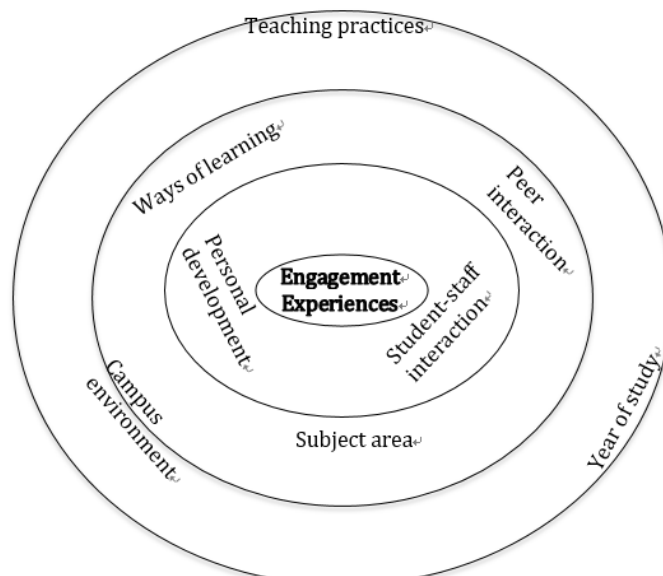 Teaching practices
Ways of learning
Peer
interaction
Personal
development
Engagement
Experiences
Student-staff
interaction
Campus
environment
Subject area
Year of study